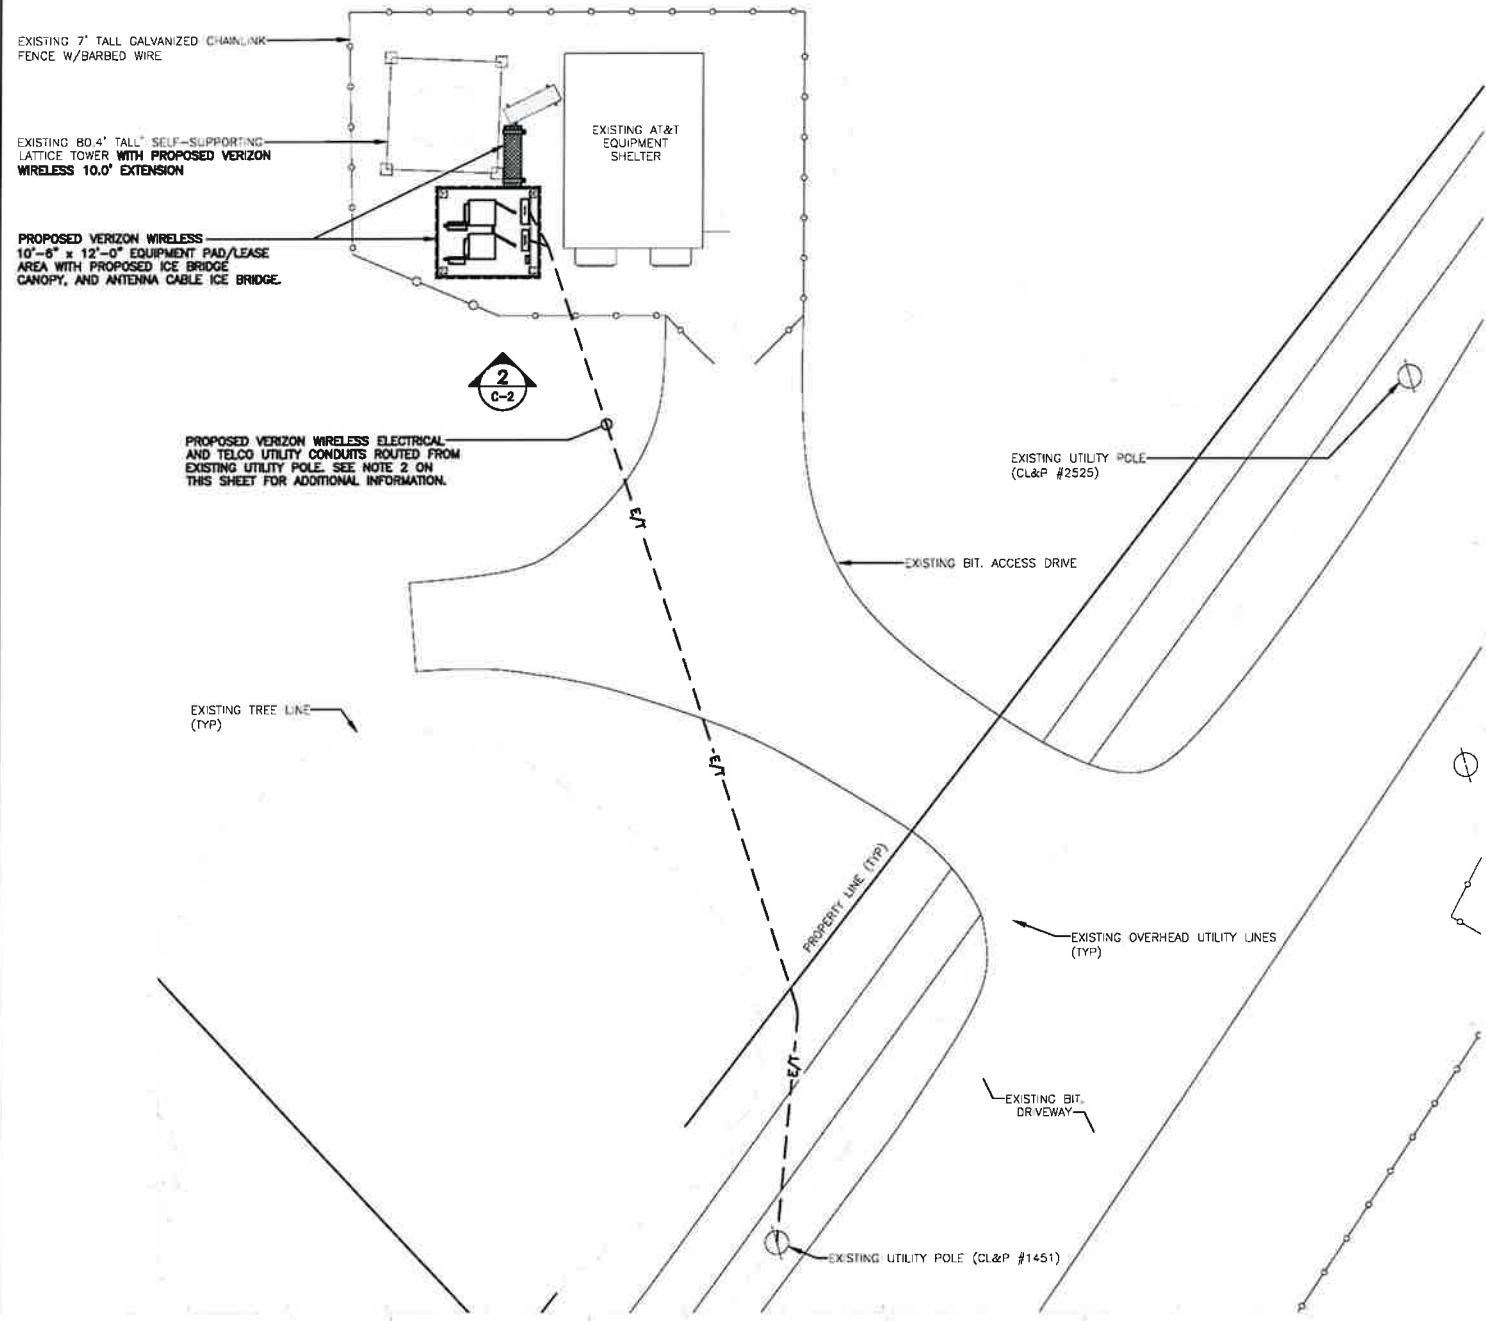 EXISTING 7' TALL GALVANIZED CHAINLINK
FENCE W/BARBED WIRE
EXISTING 80.4' TALL SELF-SUPPORTING
LATTICE TOWER WITH PROPOSED VERIZON
WIRELESS 10.0' EXTENSION
EXISTING AT&T
EQUIPMENT
SHELTER
PROPOSED VERIZON WIRELESS
10'-6" x 12'-0" EQUIPMENT PAD/LEASE
AREA WITH PROPOSED ICE BRIDGE
CANOPY, AND ANTENNA CABLE ICE BRIDGE.
2
C-2
PROPOSED VERIZON WIRELESS ELECTRICAL
AND TELCO UTILITY CONDUITS ROUTED FROM
EXISTING UTILITY POLE. SEE NOTE 2 ON
THIS SHEET FOR ADDITIONAL INFORMATION.
EXISTING UTILITY POLE
(CL&P #2525)
E/T
EXISTING BIT. ACCESS DRIVE
EXISTING TREE LINE
(TYP)
E/T
PROPERTY LINE (TYP)
EXISTING OVERHEAD UTILITY LINES
(TYP)
E/T
EXISTING BIT.
DRIVEWAY
EXISTING UTILITY POLE (CL&P #1451)